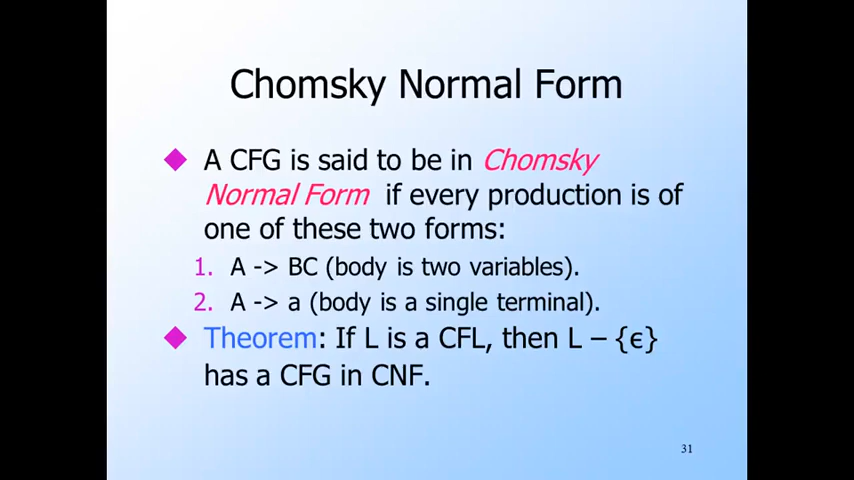 Chomsky Normal Form
A CFG is said to be in Chomsky
Normal Form if every production is of
one of these two forms:
1. A -> BC (body is two variables).
2. A -> a (body is a single terminal).
Theorem: If L is a CFL, then L – {ϵ}
has a CFG in CNF.
31